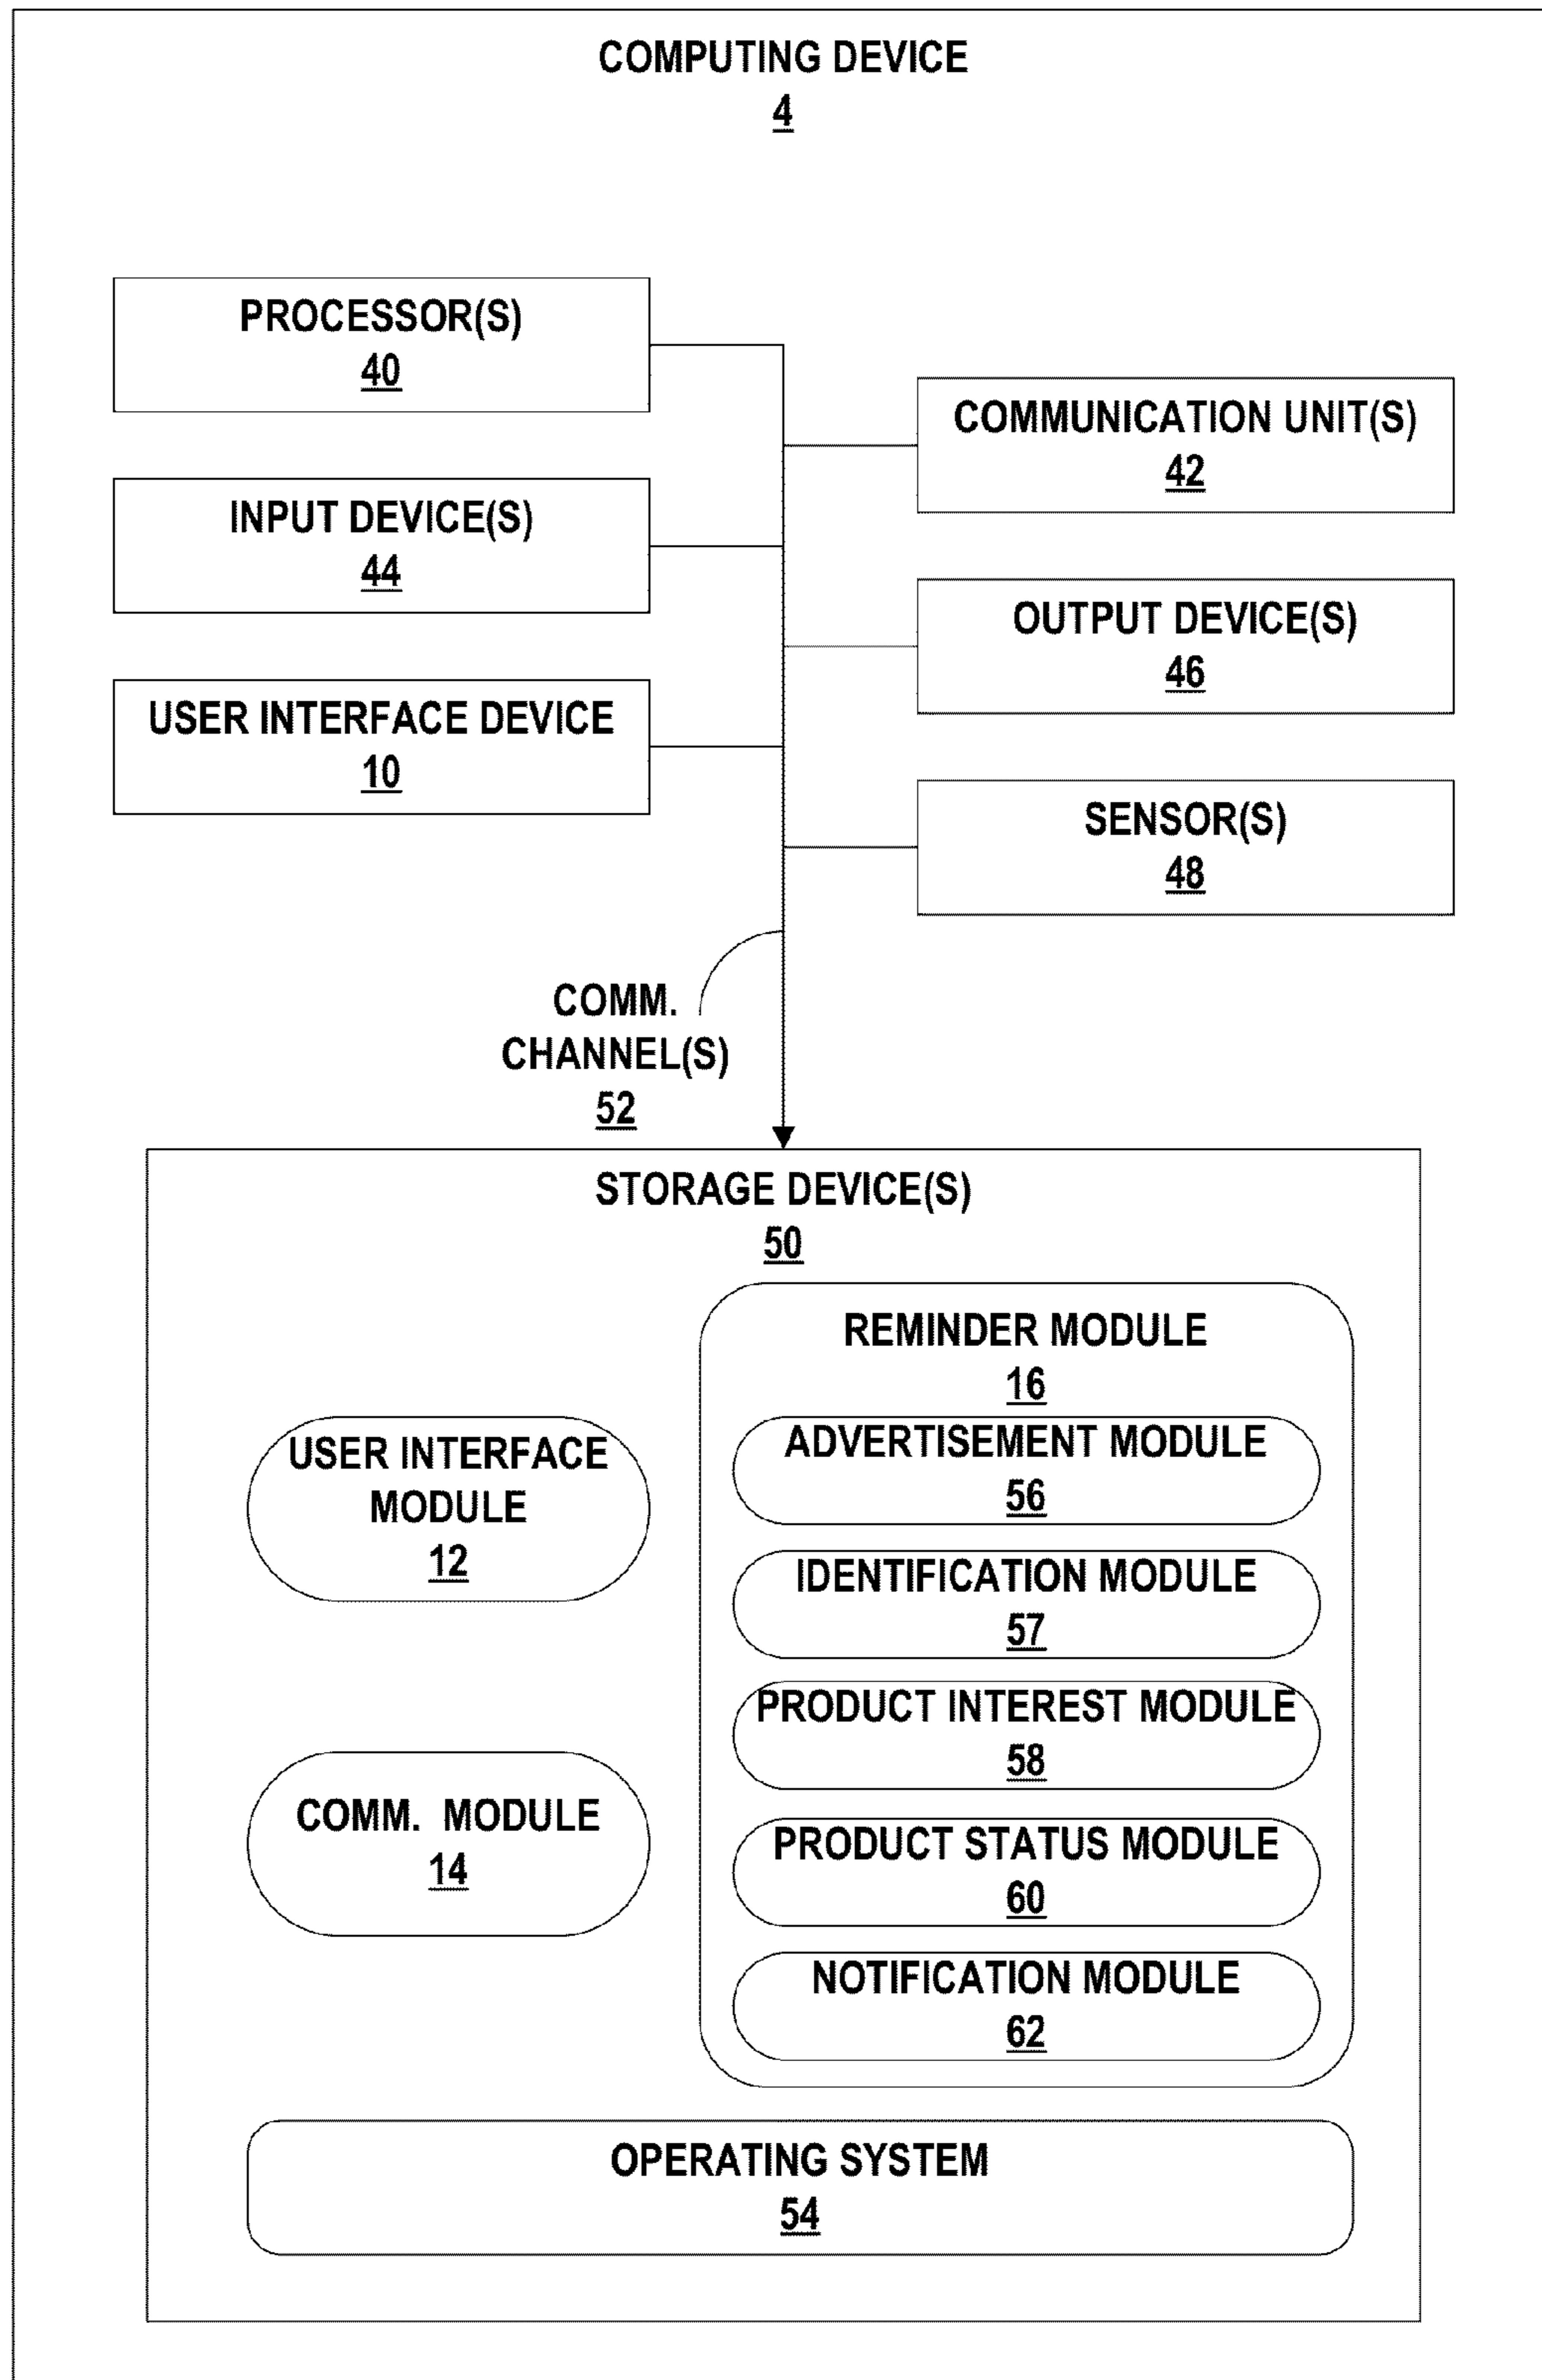 COMPUTING DEVICE
4
PROCESSOR(S)
40
COMMUNICATION UNIT(S)
42
INPUT DEVICE(S)
44
OUTPUT DEVICE(S)
46
USER INTERFACE DEVICE
10
SENSOR(S)
48
COMM.
CHANNEL(S)
52
STORAGE DEVICE(S)
50
REMINDER MODULE
16
USER INTERFACE
MODULE
12
ADVERTISEMENT MODULE
56
IDENTIFICATION MODULE
57
PRODUCT INTEREST MODULE
58
COMM. MODULE
14
PRODUCT STATUS MODULE
60
NOTIFICATION MODULE
62
OPERATING SYSTEM
54